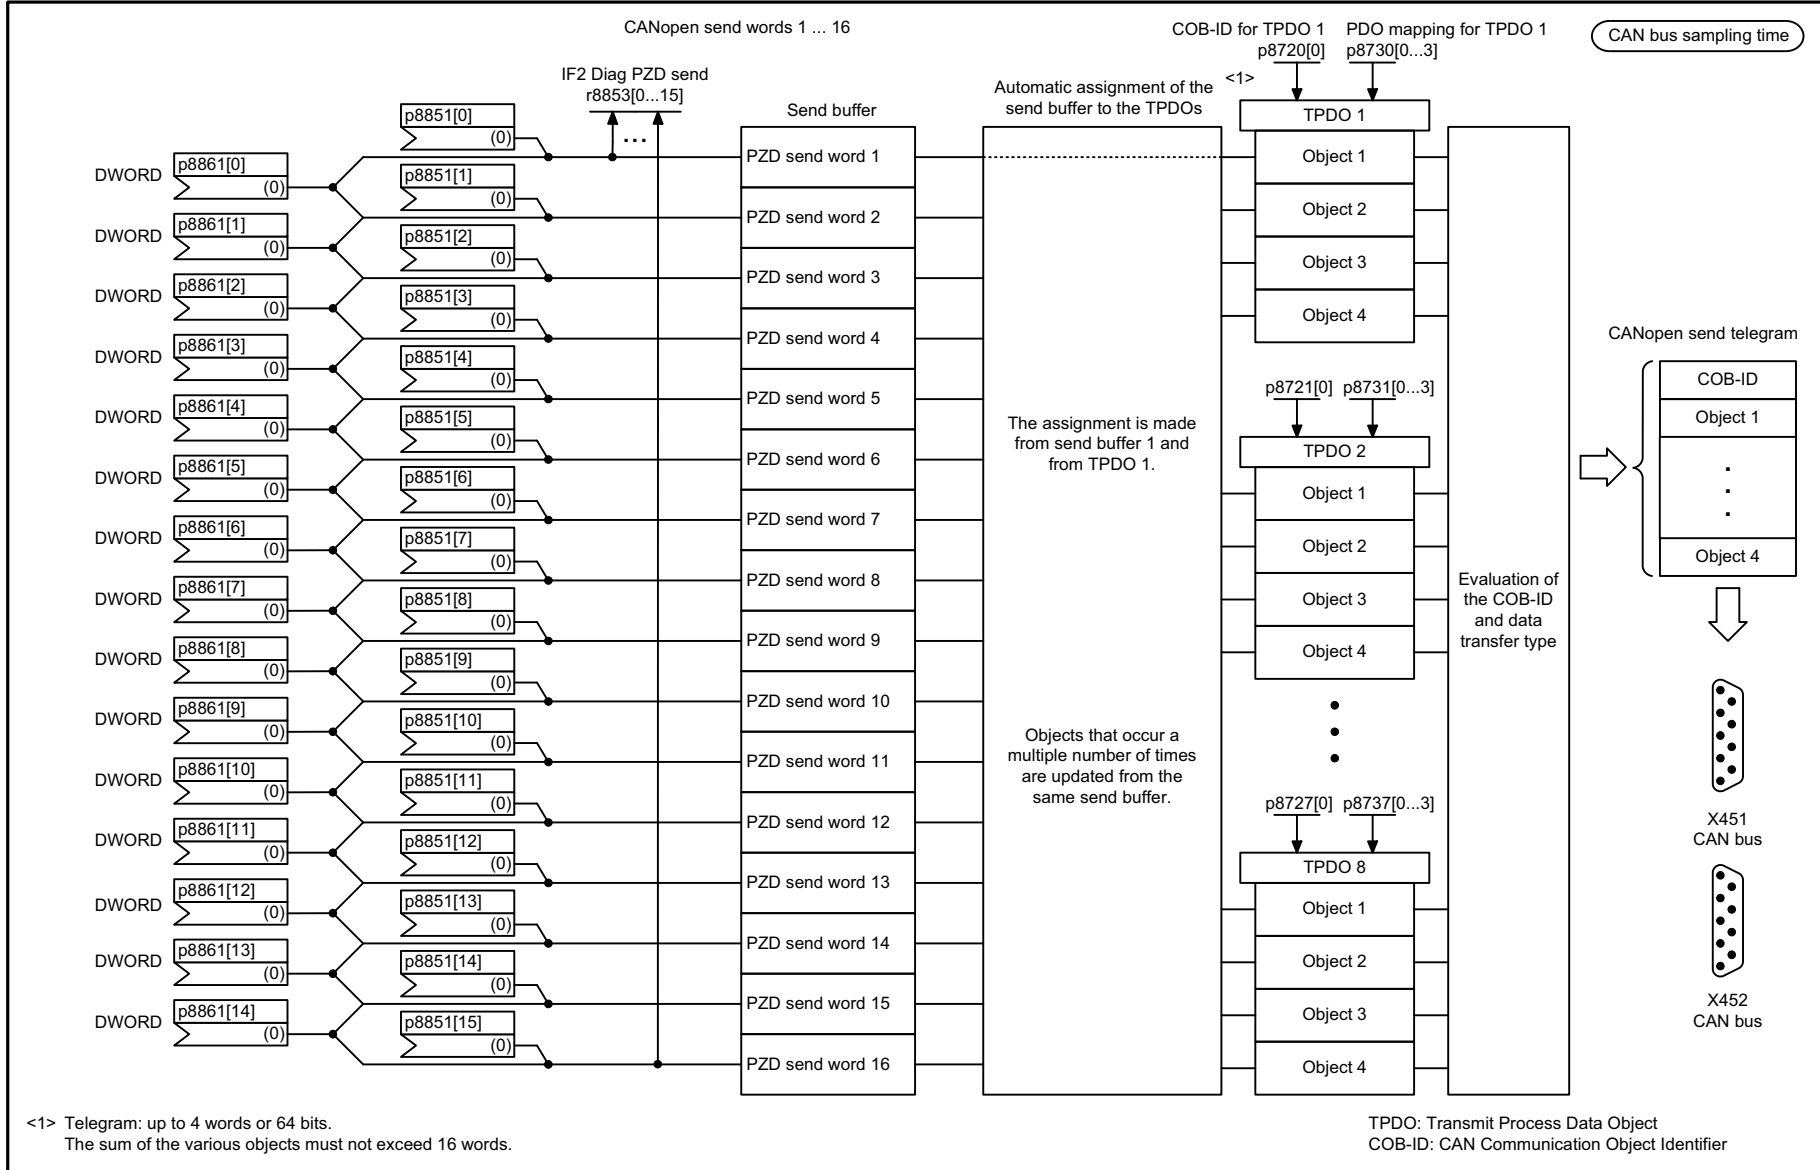 CANopen send words 1 ... 16
COB-ID for TPDO 1
p8720[0]
PDO mapping for TPDO 1
p8730[0...3]
CAN bus sampling time
IF2 Diag PZD send
r8853[0...15]
...
Send buffer
Automatic assignment of the
send buffer to the TPDOs
<1>
DWORD
p8861[0]
(0)
DWORD
p8861[1]
(0)
DWORD
p8861[2]
(0)
DWORD
p8861[3]
(0)
DWORD
p8861[4]
(0)
DWORD
p8861[5]
(0)
DWORD
p8861[6]
(0)
DWORD
p8861[7]
(0)
DWORD
p8861[8]
(0)
DWORD
p8861[9]
(0)
DWORD
p8861[10]
(0)
DWORD
p8861[11]
(0)
DWORD
p8861[12]
(0)
DWORD
p8861[13]
(0)
DWORD
p8861[14]
(0)
p8851[0]
(0)
p8851[1]
(0)
p8851[2]
(0)
p8851[3]
(0)
p8851[4]
(0)
p8851[5]
(0)
p8851[6]
(0)
p8851[7]
(0)
p8851[8]
(0)
p8851[9]
(0)
p8851[10]
(0)
p8851[11]
(0)
p8851[12]
(0)
p8851[13]
(0)
p8851[14]
(0)
p8851[15]
(0)
PZD send word 1
PZD send word 2
PZD send word 3
PZD send word 4
PZD send word 5
PZD send word 6
PZD send word 7
PZD send word 8
PZD send word 9
PZD send word 10
PZD send word 11
PZD send word 12
PZD send word 13
PZD send word 14
PZD send word 15
PZD send word 16
The assignment is made
from send buffer 1 and
from TPDO 1.
Objects that occur a
multiple number of times
are updated from the
same send buffer.
TPDO 1
Object 1
Object 2
Object 3
Object 4
p8721[0]
p8731[0...3]
TPDO 2
Object 1
Object 2
Object 3
Object 4
p8727[0]
p8737[0...3]
TPDO 8
Object 1
Object 2
Object 3
Object 4
Evaluation of
the COB-ID
and data
transfer type
CANopen send telegram
COB-ID
Object 1
.
.
.
Object 4
X451
CAN bus
X452
CAN bus
<1> Telegram: up to 4 words or 64 bits.
The sum of the various objects must not exceed 16 words.
TPDO: Transmit Process Data Object
COB-ID: CAN Communication Object Identifier